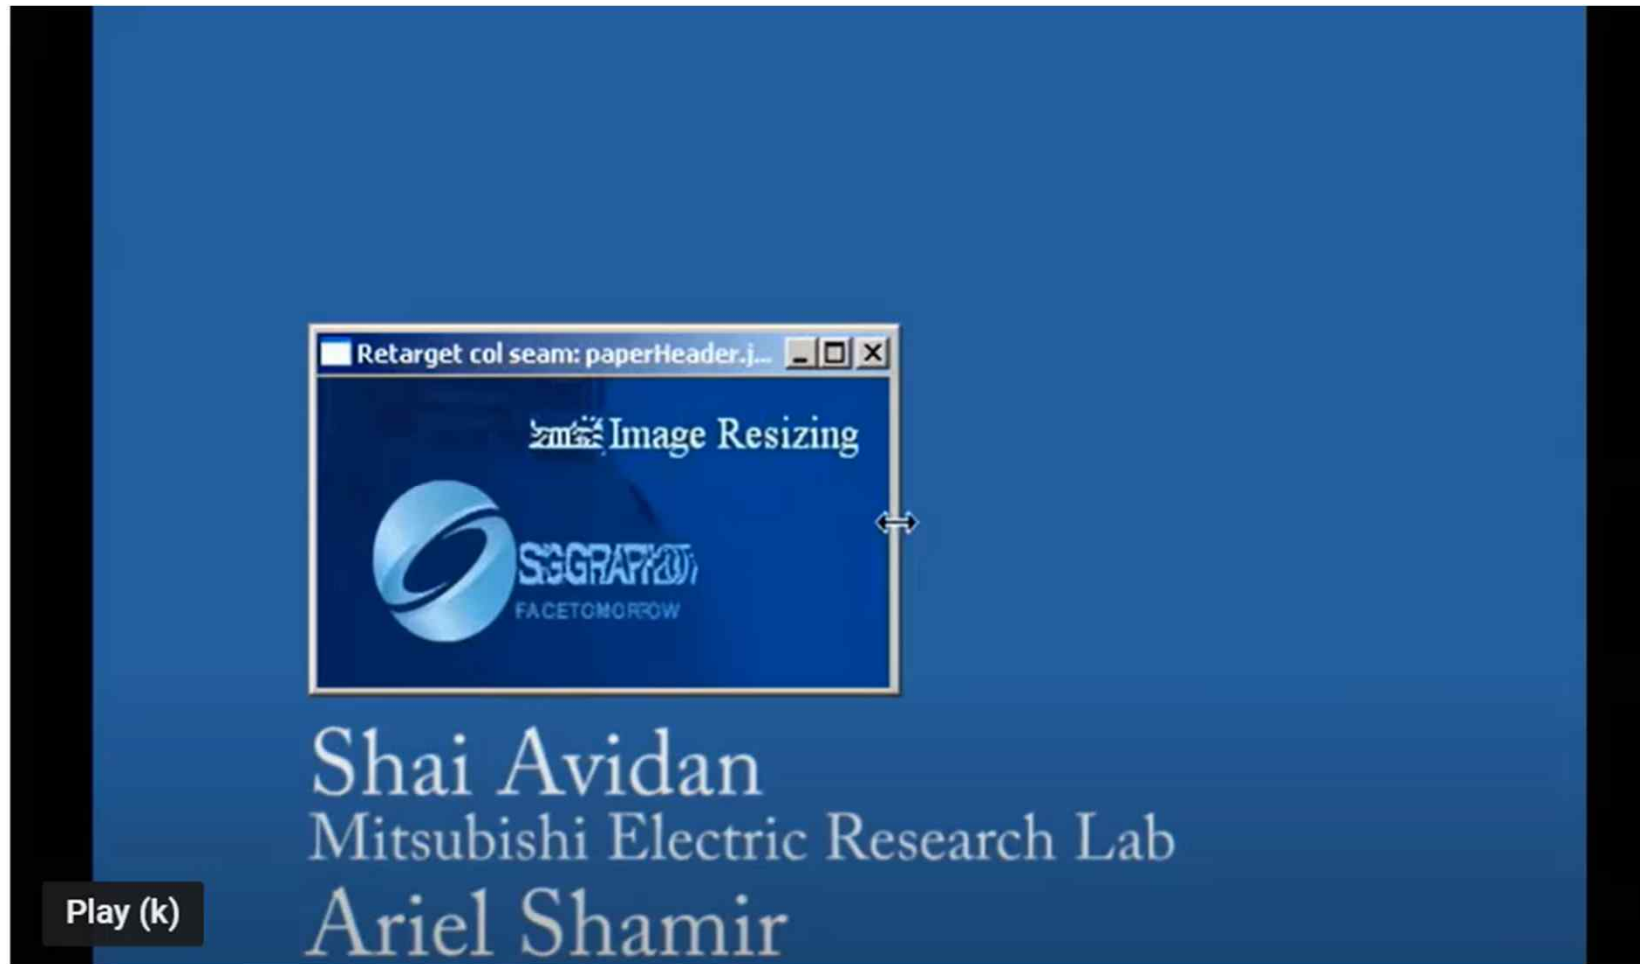 Retarget col seam: paperHeader.j...
Image Resizing
FACETOMORROW
Shai Avidan
Mitsubishi Electric Research Lab
Ariel Shamir
Play (k)